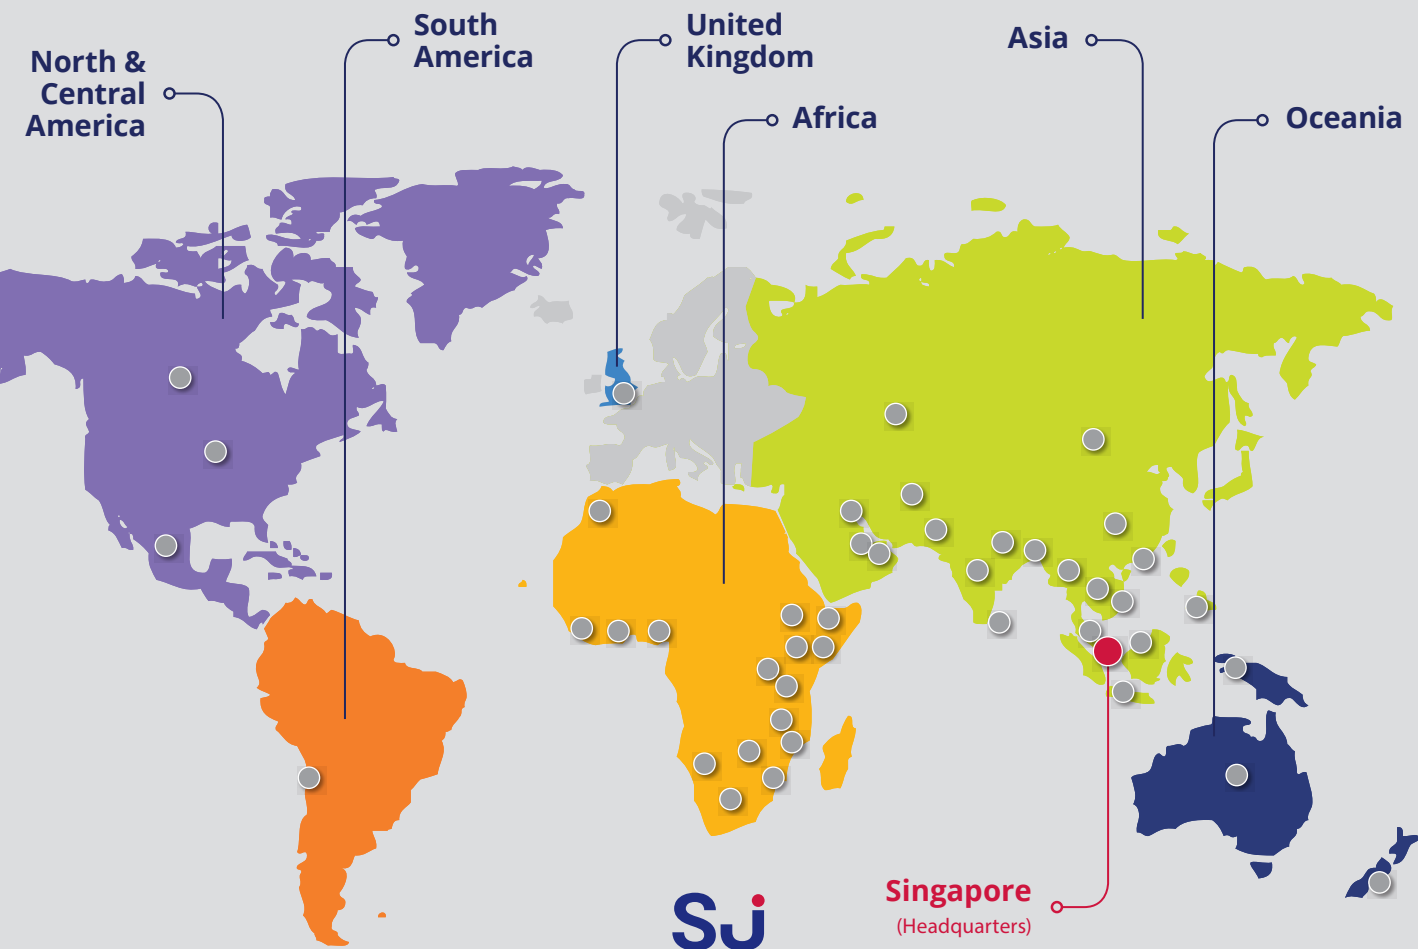 South
America
United
Kingdom
Asia
North &
Central
America
Africa
Oceania
Singapore
(Headquarters)
SJ